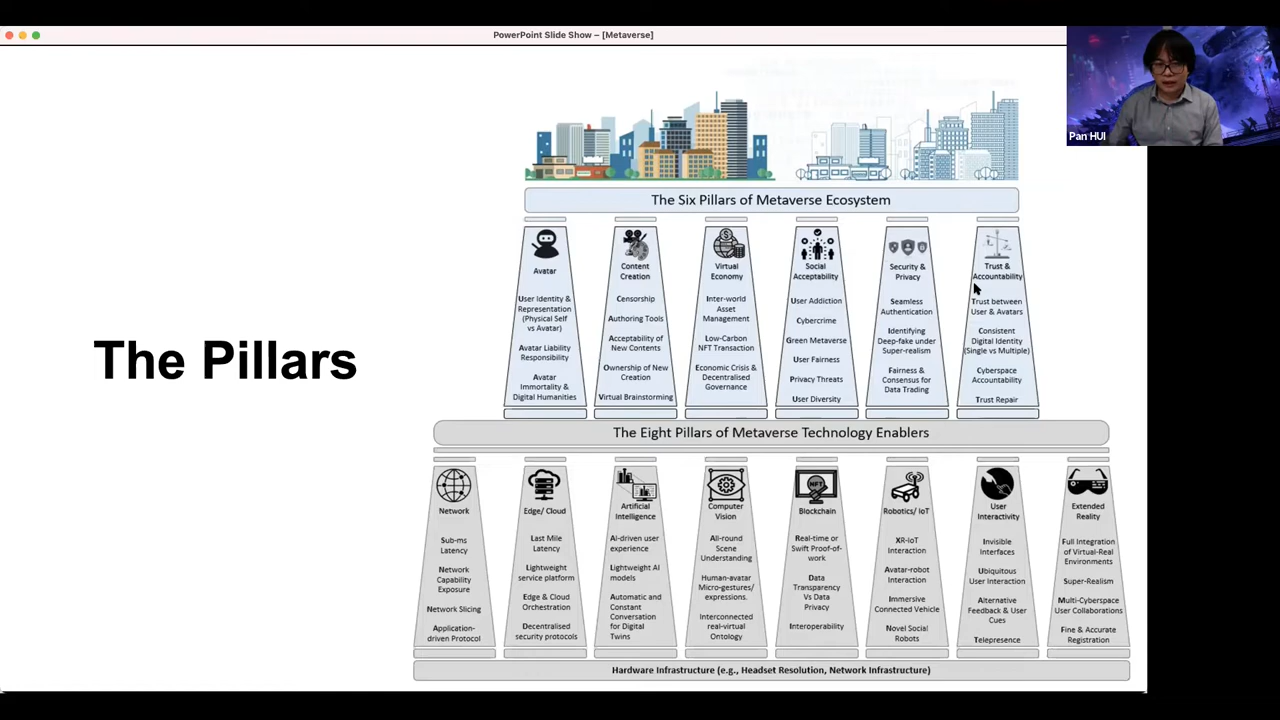 PowerPoint Slide Show – [Metaverse]
Pan HUI
The Pillars
The Six Pillars of Metaverse Ecosystem
Avatar
User Identity &
Representation
(Physical Self
vs Avatar)
Avatar Liability
Responsibility
Avatar
Immortality &
Digital Humanities
Content
Creation
Censorship
Authoring Tools
Acceptability of
New Contents
Ownership of New
Creation
Virtual Brainstorming
Virtual
Economy
Inter-world
Asset
Management
Low-Carbon
NFT Transaction
Economic Crisis &
Decentralised
Governance
Social
Acceptability
User Addiction
Cybercrime
Green Metaverse
User Fairness
Privacy Threats
User Diversity
Security &
Privacy
Seamless
Authentication
Identifying
Deep-fake under
Super-realism
Fairness &
Consensus for
Data Trading
Trust &
Accountability
Trust between
User & Avatars
Consistent
Digital Identity
(Single vs Multiple)
Cyberspace
Accountability
Trust Repair
The Eight Pillars of Metaverse Technology Enablers
Network
Sub-ms
Latency
Network
Capability
Exposure
Network Slicing
Application-
driven Protocol
Edge/ Cloud
Last Mile
Latency
Lightweight
service platform
Edge & Cloud
Orchestration
Decentralised
security protocols
Artificial
Intelligence
AI-driven user
experience
Lightweight AI
models
Automatic and
Constant
Conversation
for Digital
Twins
Computer
Vision
All-round
Scene
Understanding
Human-avatar
Micro-gestures/
expressions.
Interconnected
real-virtual
Ontology
NFT
Blockchain
Real-time or
Swift Proof-of-
work
Data
Transparency
Vs Data
Privacy
Interoperability
Robotics/ IoT
XR-IoT
Interaction
Avatar-robot
Interaction
Immersive
Connected Vehicle
Novel Social
Robots
User
Interactivity
Invisible
Interfaces
Ubiquitous
User Interaction
Alternative
Feedback & User
Cues
Telepresence
Extended
Reality
Full Integration
of Virtual-Real
Environments
Super-Realism
Multi-Cyberspace
User Collaborations
Fine & Accurate
Registration
Hardware Infrastructure (e.g., Headset Resolution, Network Infrastructure)